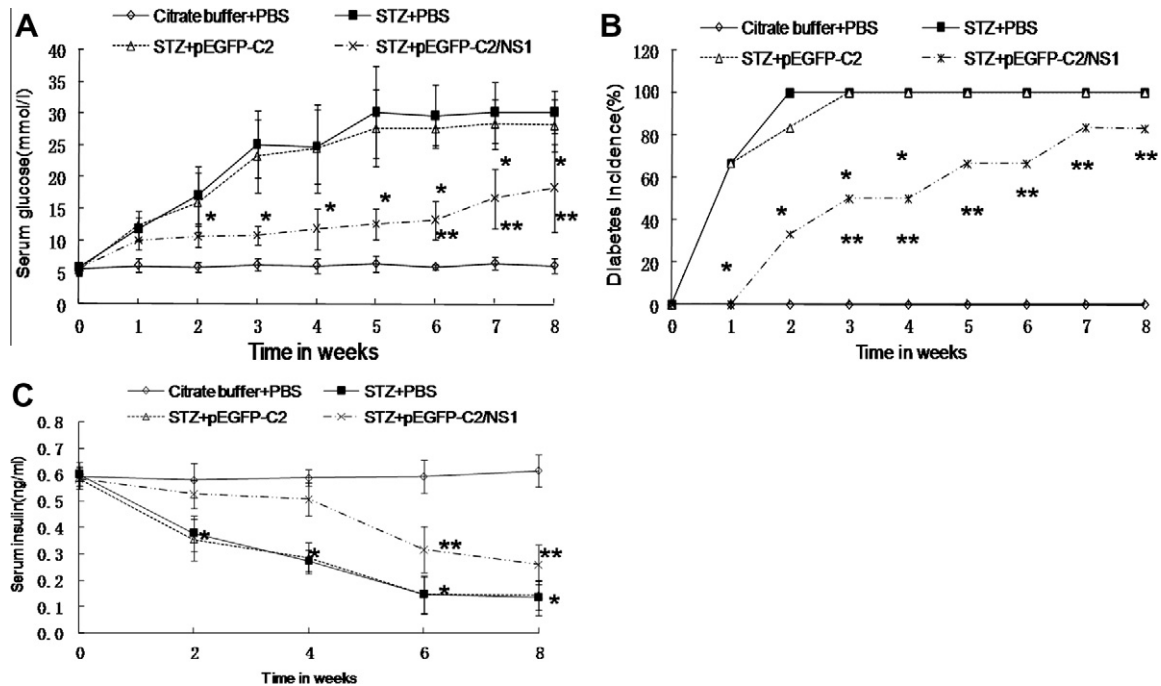 A
Citrate buffer+PBS STZ+PBS
STZ+pEGFP-C2 STZ+pEGFP-C2/NS1
Serum glucose(mmol/l)
40
35
30
25
20
15
10
5
0
* * * * * * *
** ** **
0 1 2 3 4 5 6 7 8
Time in weeks
B
Citrate buffer+PBS STZ+PBS
STZ+pEGFP-C2 STZ+pEGFP-C2/NS1
Diabetes Incidence(%)
120
100
80
60
40
20
0
* * * *
** ** ** ** ** **
0 1 2 3 4 5 6 7 8
Time in weeks
C
Citrate buffer+PBS STZ+PBS
STZ+pEGFP-C2 STZ+pEGFP-C2/NS1
Seruminsulin(ng/ml)
0.8
0.7
0.6
0.5
0.4
0.3
0.2
0.1
0.0
* * ** **
* *
0 2 4 6 8
Time in weeks